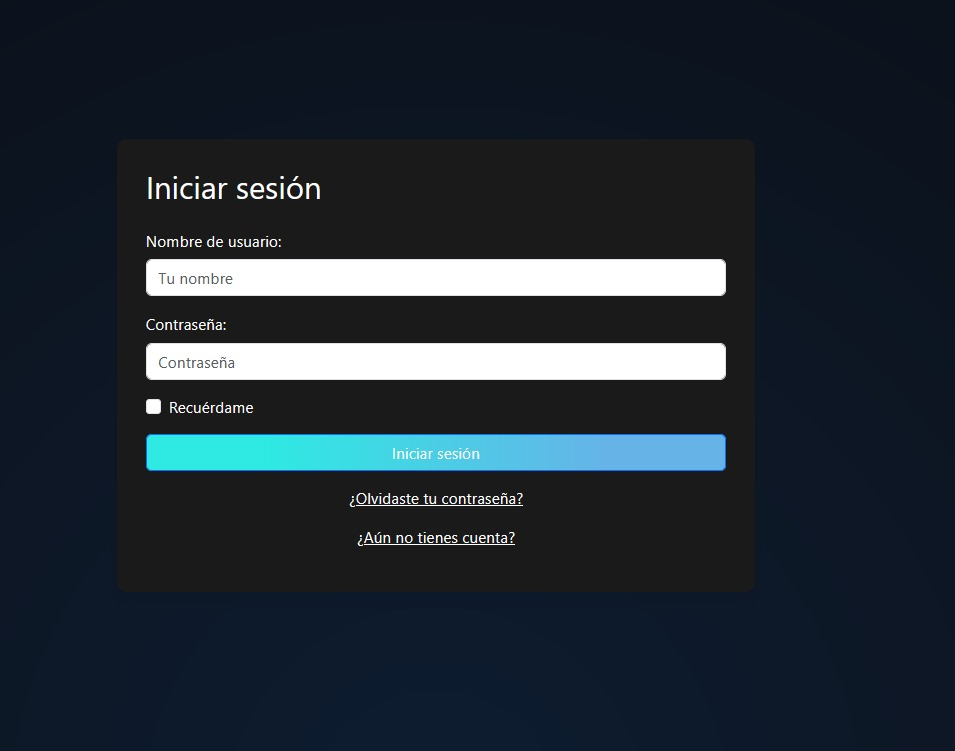 Iniciar sesión
Nombre de usuario:
Tu nombre
Contraseña:
Contraseña
Recuérdame
Iniciar sesión
¿Olvidaste tu contraseña?
¿Aún no tienes cuenta?